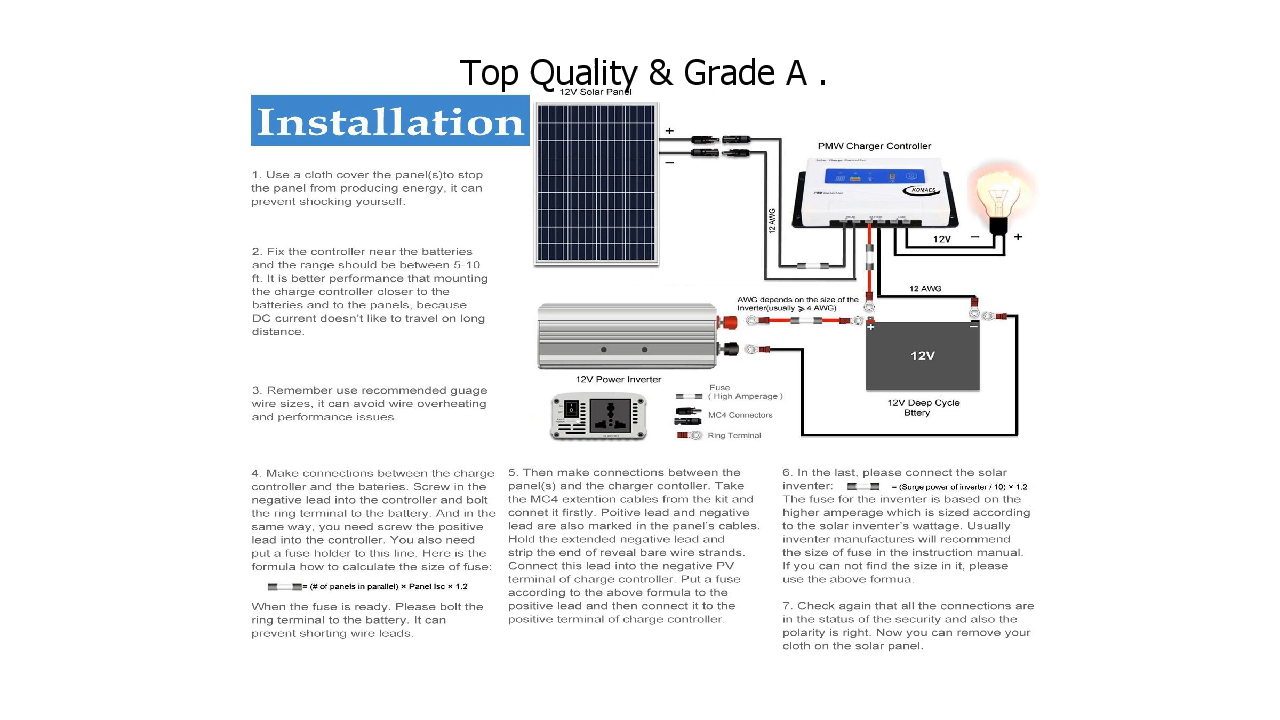 Top Quality & Grade A .
Installation
12V Solar Panel
1. Use a cloth cover the panel(s)to stop
the panel from producing energy, it can
prevent shocking yourself.
2. Fix the controller near the batteries
and the range should be between 5-10
ft. It is better performance that mounting
the charge controller closer to the
batteries and to the panels, because
DC current doesn't like to travel on long
distance.
3. Remember use recommended guage
wire sizes, it can avoid wire overheating
and performance issues.
+
−
12 AWG
PMW Charger Controller
Solar Charge Controller
KOMAES
12V
− +
12 AWG
AWG depends on the size of the
Inverter(usually ⩾ 4 AWG)
+ −
12V
12V Deep Cycle
Bttery
12V Power Inverter
Fuse
( High Amperage )
MC4 Connectors
Ring Terminal
4. Make connections between the charge
controller and the bateries. Screw in the
negative lead into the controller and bolt
the ring terminal to the battery. And in the
same way, you need screw the positive
lead into the controller. You also need
put a fuse holder to this line. Here is the
formula how to calculate the size of fuse:
= (# of panels in parallel) × Panel Isc × 1.2
When the fuse is ready. Please bolt the
ring terminal to the battery. It can
prevent shorting wire leads.
5. Then make connections between the
panel(s) and the charger contoller. Take
the MC4 extention cables from the kit and
connet it firstly. Poitive lead and negative
lead are also marked in the panel's cables.
Hold the extended negative lead and
strip the end of reveal bare wire strands.
Connect this lead into the negative PV
terminal of charge controller. Put a fuse
according to the above formula to the
positive lead and then connect it to the
positive terminal of charge controller.
6. In the last, please connect the solar
inventer: = (Surge power of inverter / 10) × 1.2
The fuse for the inventer is based on the
higher amperage which is sized according
to the solar inventer's wattage. Usually
inventer manufactures will recommend
the size of fuse in the instruction manual.
If you can not find the size in it, please
use the above formua.
7. Check again that all the connections are
in the status of the security and also the
polarity is right. Now you can remove your
cloth on the solar panel.